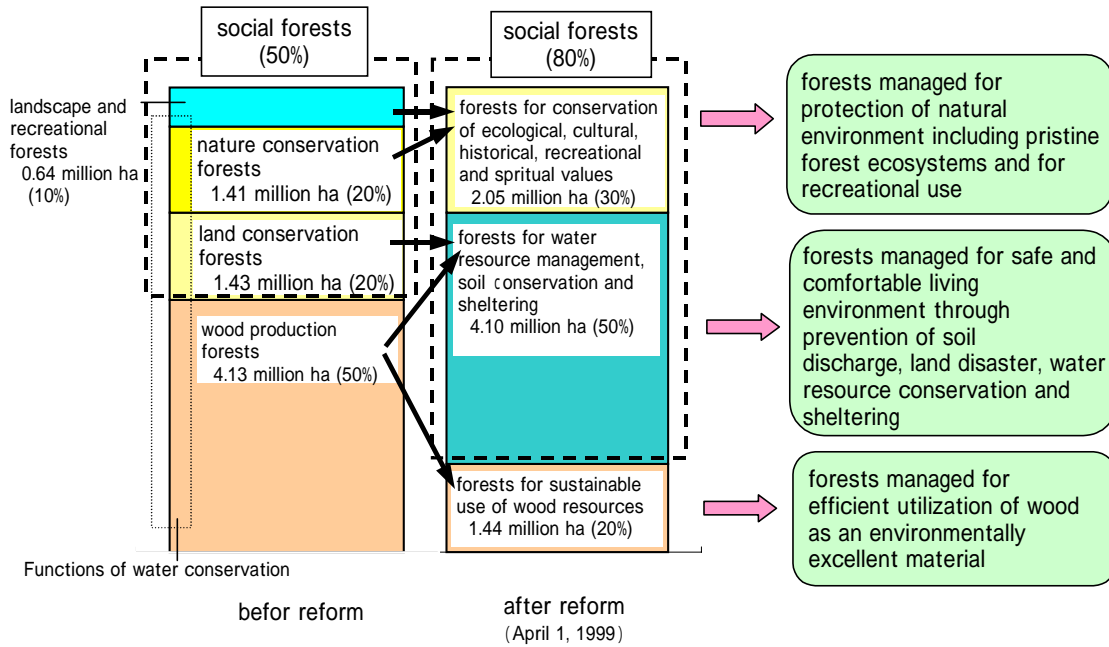 social forests
(50%)
social forests
(80%)
landscape and
recreational
forests
0.64 million ha
(10%)
nature conservation
forests
1.41 million ha (20%)
land conservation
forests
1.43 million ha (20%)
wood production
forests
4.13 million ha (50%)
Functions of water conservation
befor reform
forests for conservation
of ecological, cultural,
historical, recreational
and spritual values
2.05 million ha (30%)
forests for water
resource management,
soil conservation and
sheltering
4.10 million ha (50%)
forests for sustainable
use of wood resources
1.44 million ha (20%)
after reform
(April 1, 1999)
forests managed for
protection of natural
environment including pristine
forest ecosystems and for
recreational use
forests managed for safe and
comfortable living
environment through
prevention of soil
discharge, land disaster, water
resource conservation and
sheltering
forests managed for
efficient utilization of wood
as an environmentally
excellent material